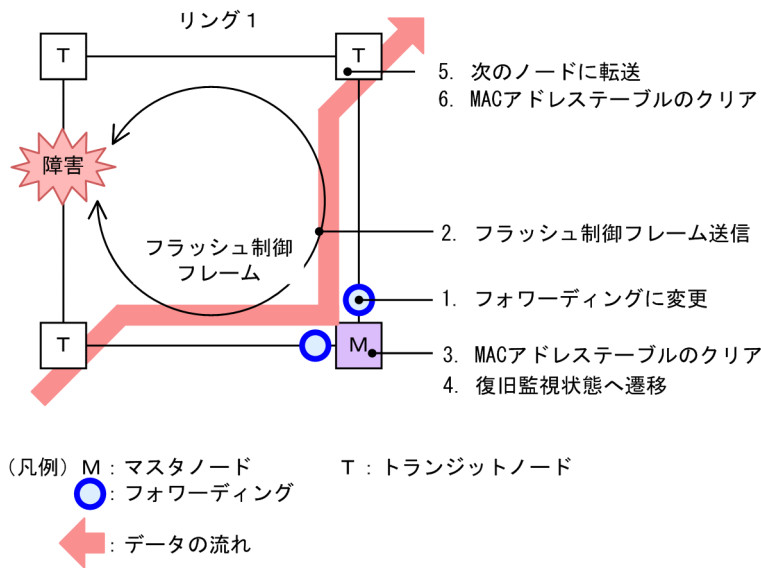 リング1
T
T
5. 次のノードに転送
6. MACアドレステーブルのクリア
障害
2. フラッシュ制御フレーム送信
フラッシュ制御
フレーム
1. フォワーディングに変更
T
M
3. MACアドレステーブルのクリア
4. 復旧監視状態へ遷移
(凡例) M:マスタノード
T:トランジットノード
:フォワーディング
:データの流れ